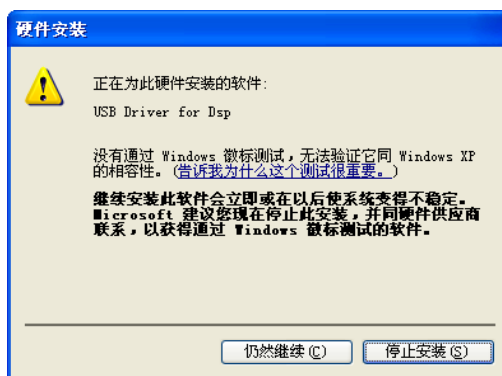 硬件安装
正在为此硬件安装的软件:
USB Driver for Dsp
没有通过 Windows 徽标测试，无法验证它同 Windows XP
的相容性。(告诉我为什么这个测试很重要。)
继续安装此软件会立即或在以后使系统变得不稳定。
Microsoft 建议您现在停止此安装，并同硬件供应商
联系，以获得通过 Windows 徽标测试的软件。
仍然继续(C)
停止安装(S)